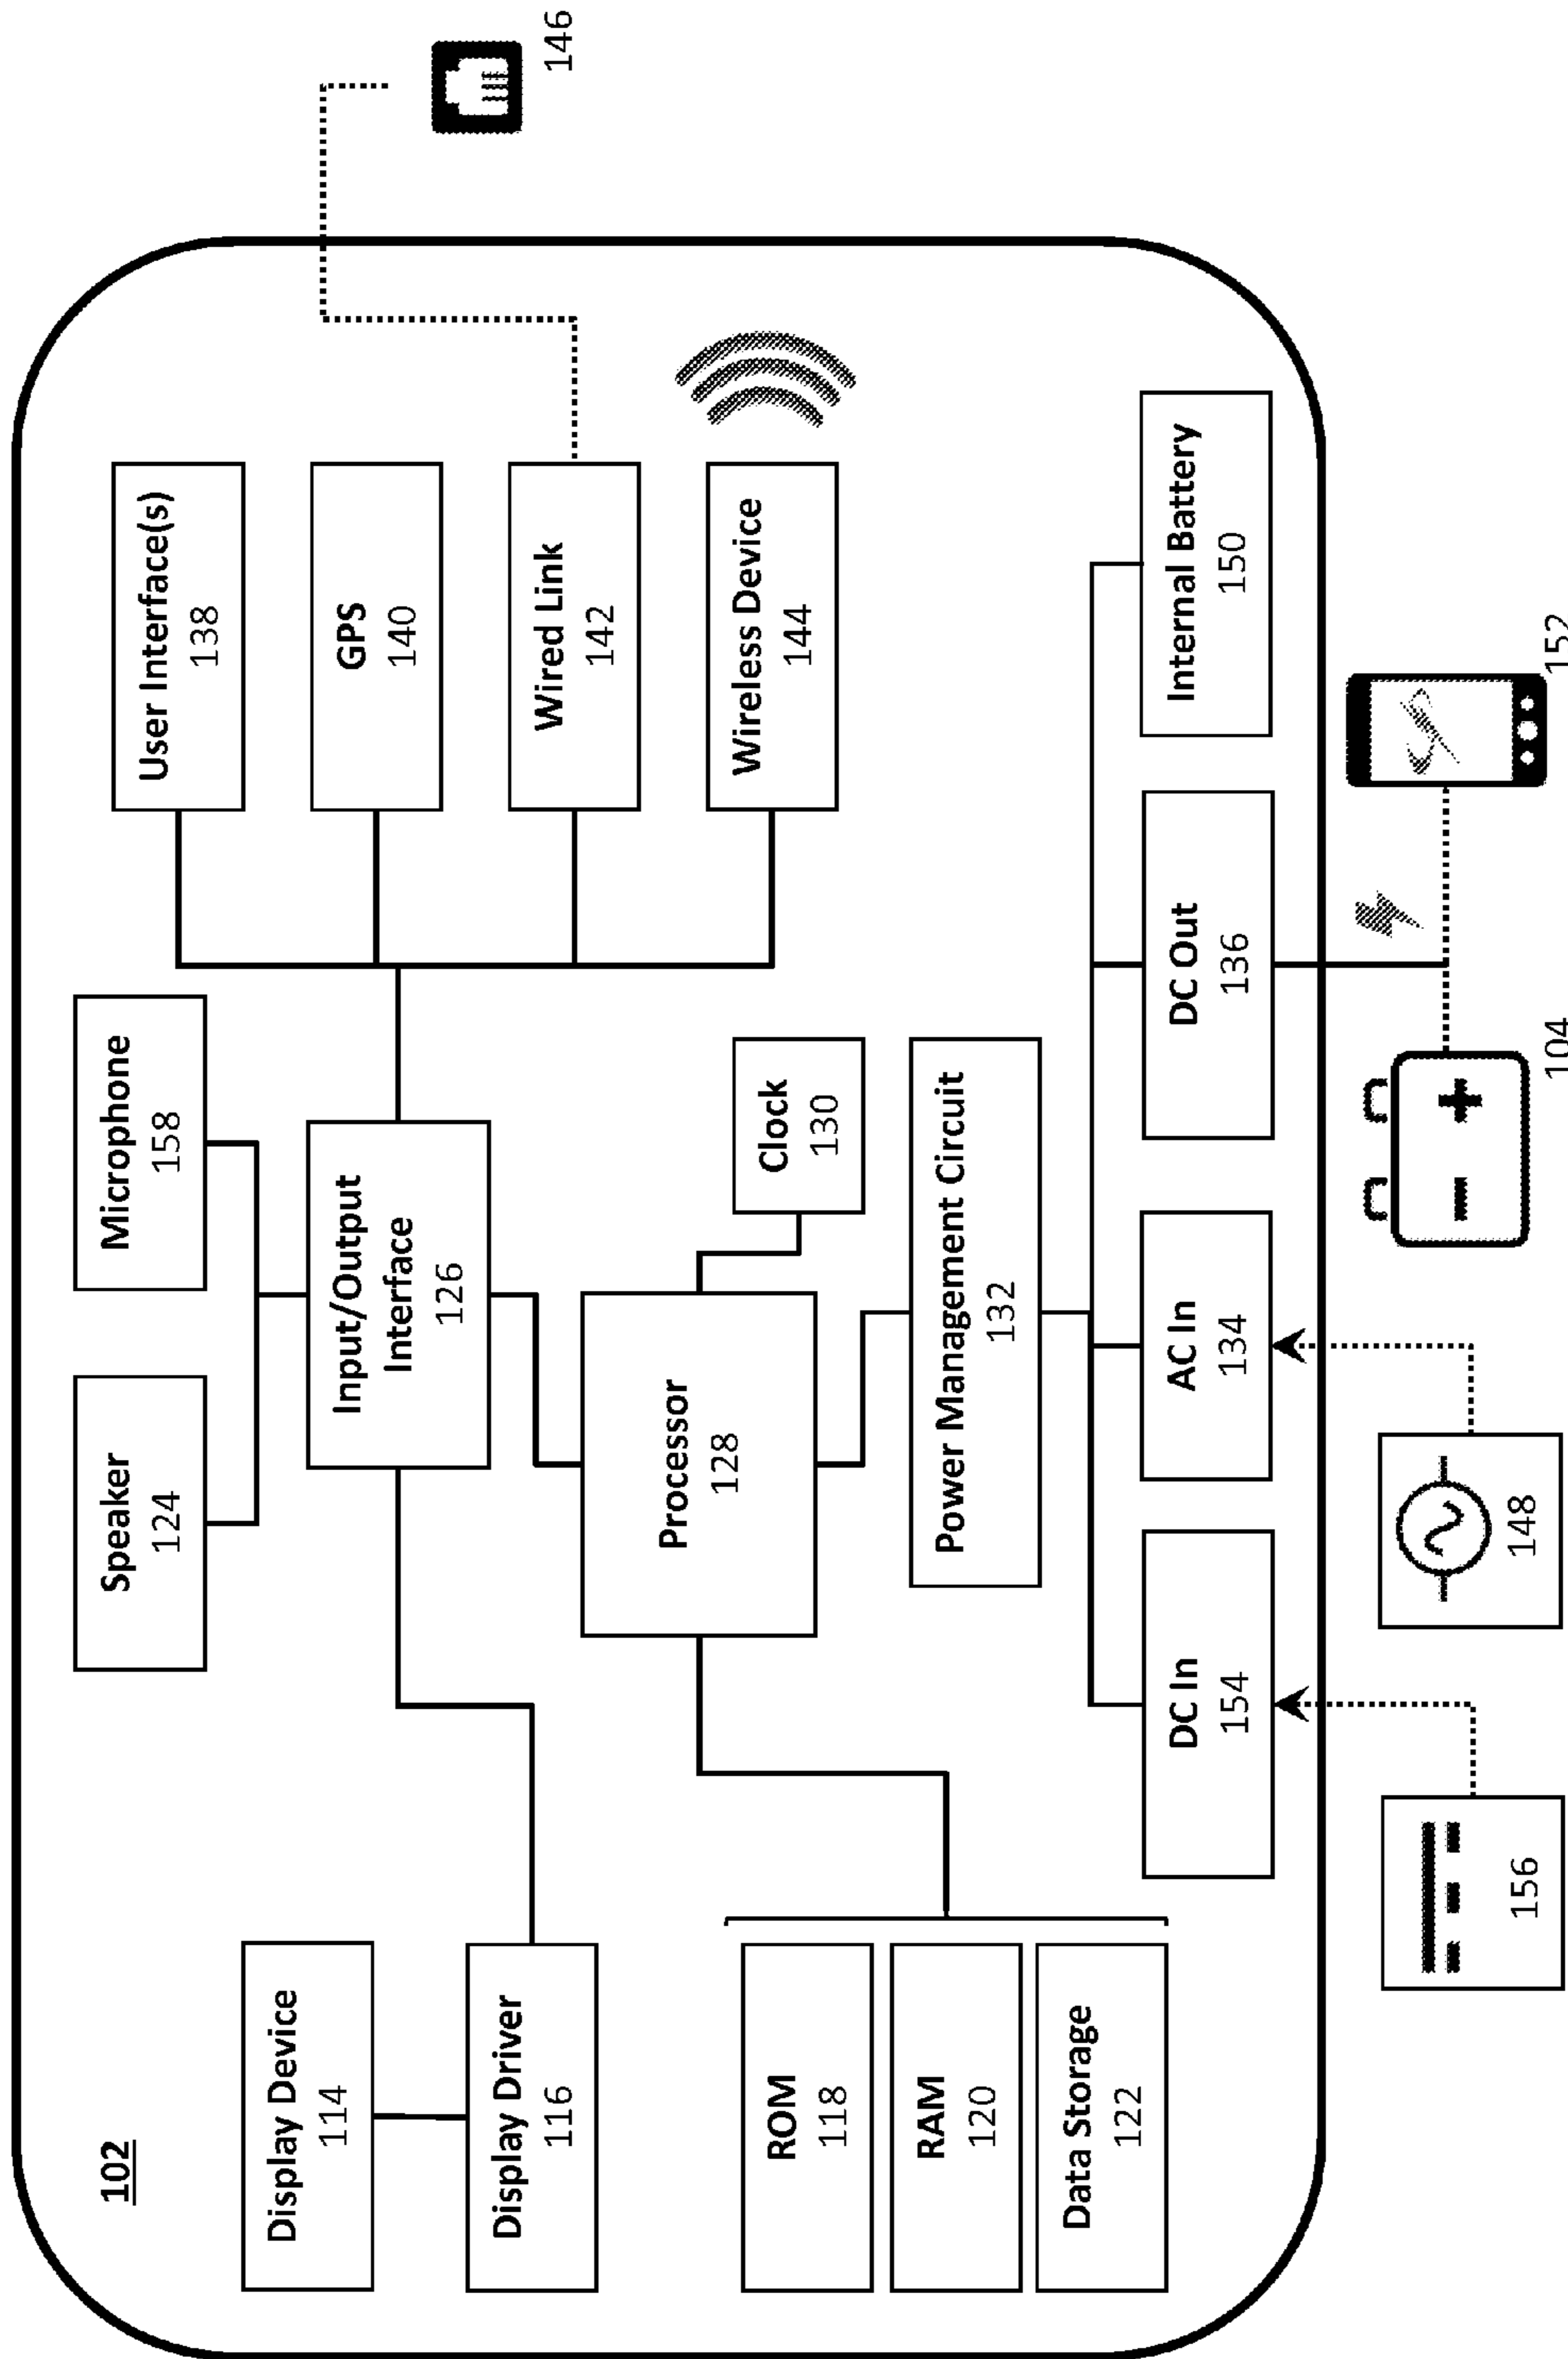 102
Display Device
114
Display Driver
116
ROM
118
RAM
120
Data Storage
122
Speaker
124
Microphone
158
Input/Output
Interface
126
Processor
128
Clock
130
Power Management Circuit
132
User Interface(s)
138
GPS
140
Wired Link
142
Wireless Device
144
146
DC In
154
AC In
134
DC Out
136
Internal Battery
150
156
148
104
152